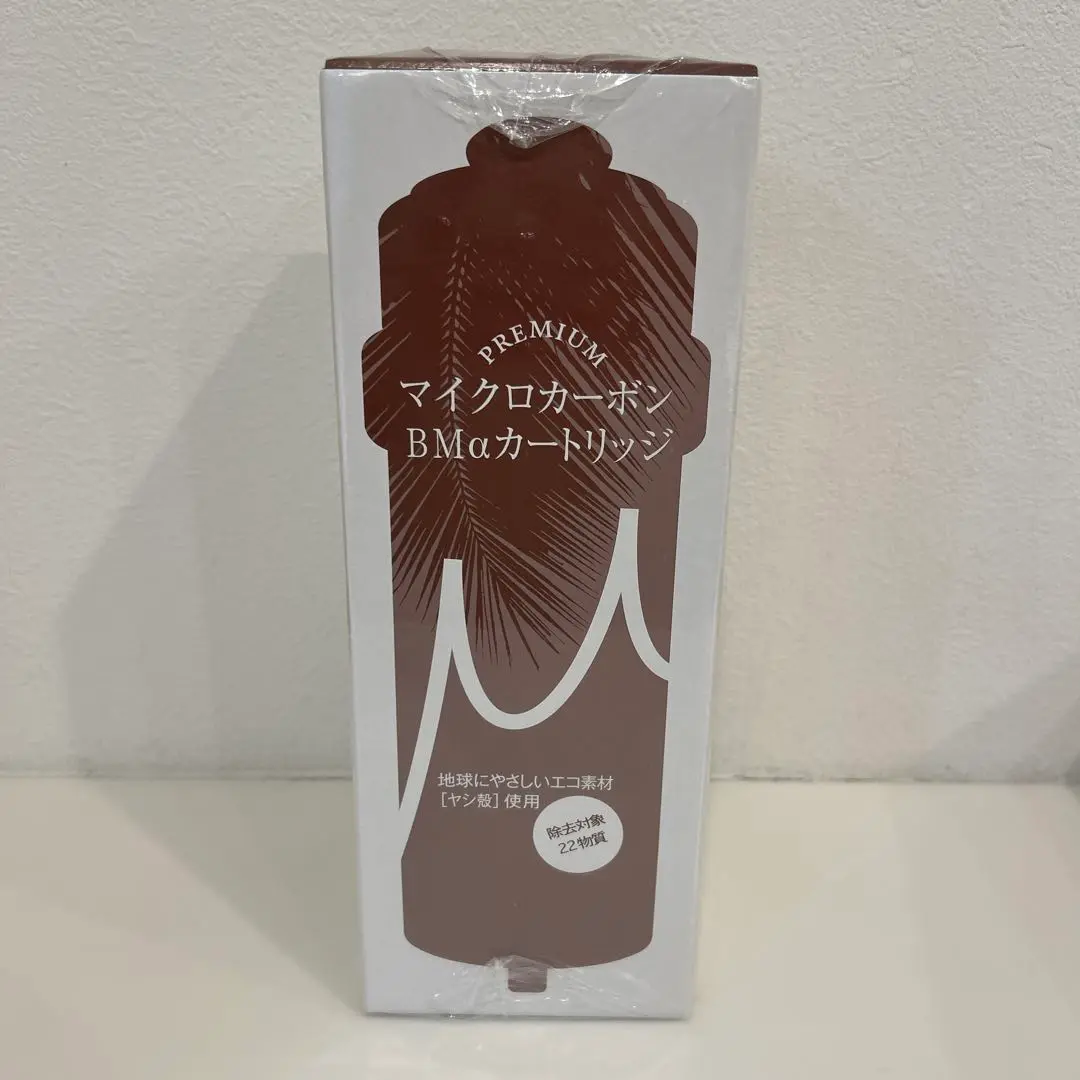 PREMIUM
マイクロカーボン
BMαカートリッジ
地球にやさしいエコ素材
［ヤシ殻］使用
除去対象
22物質